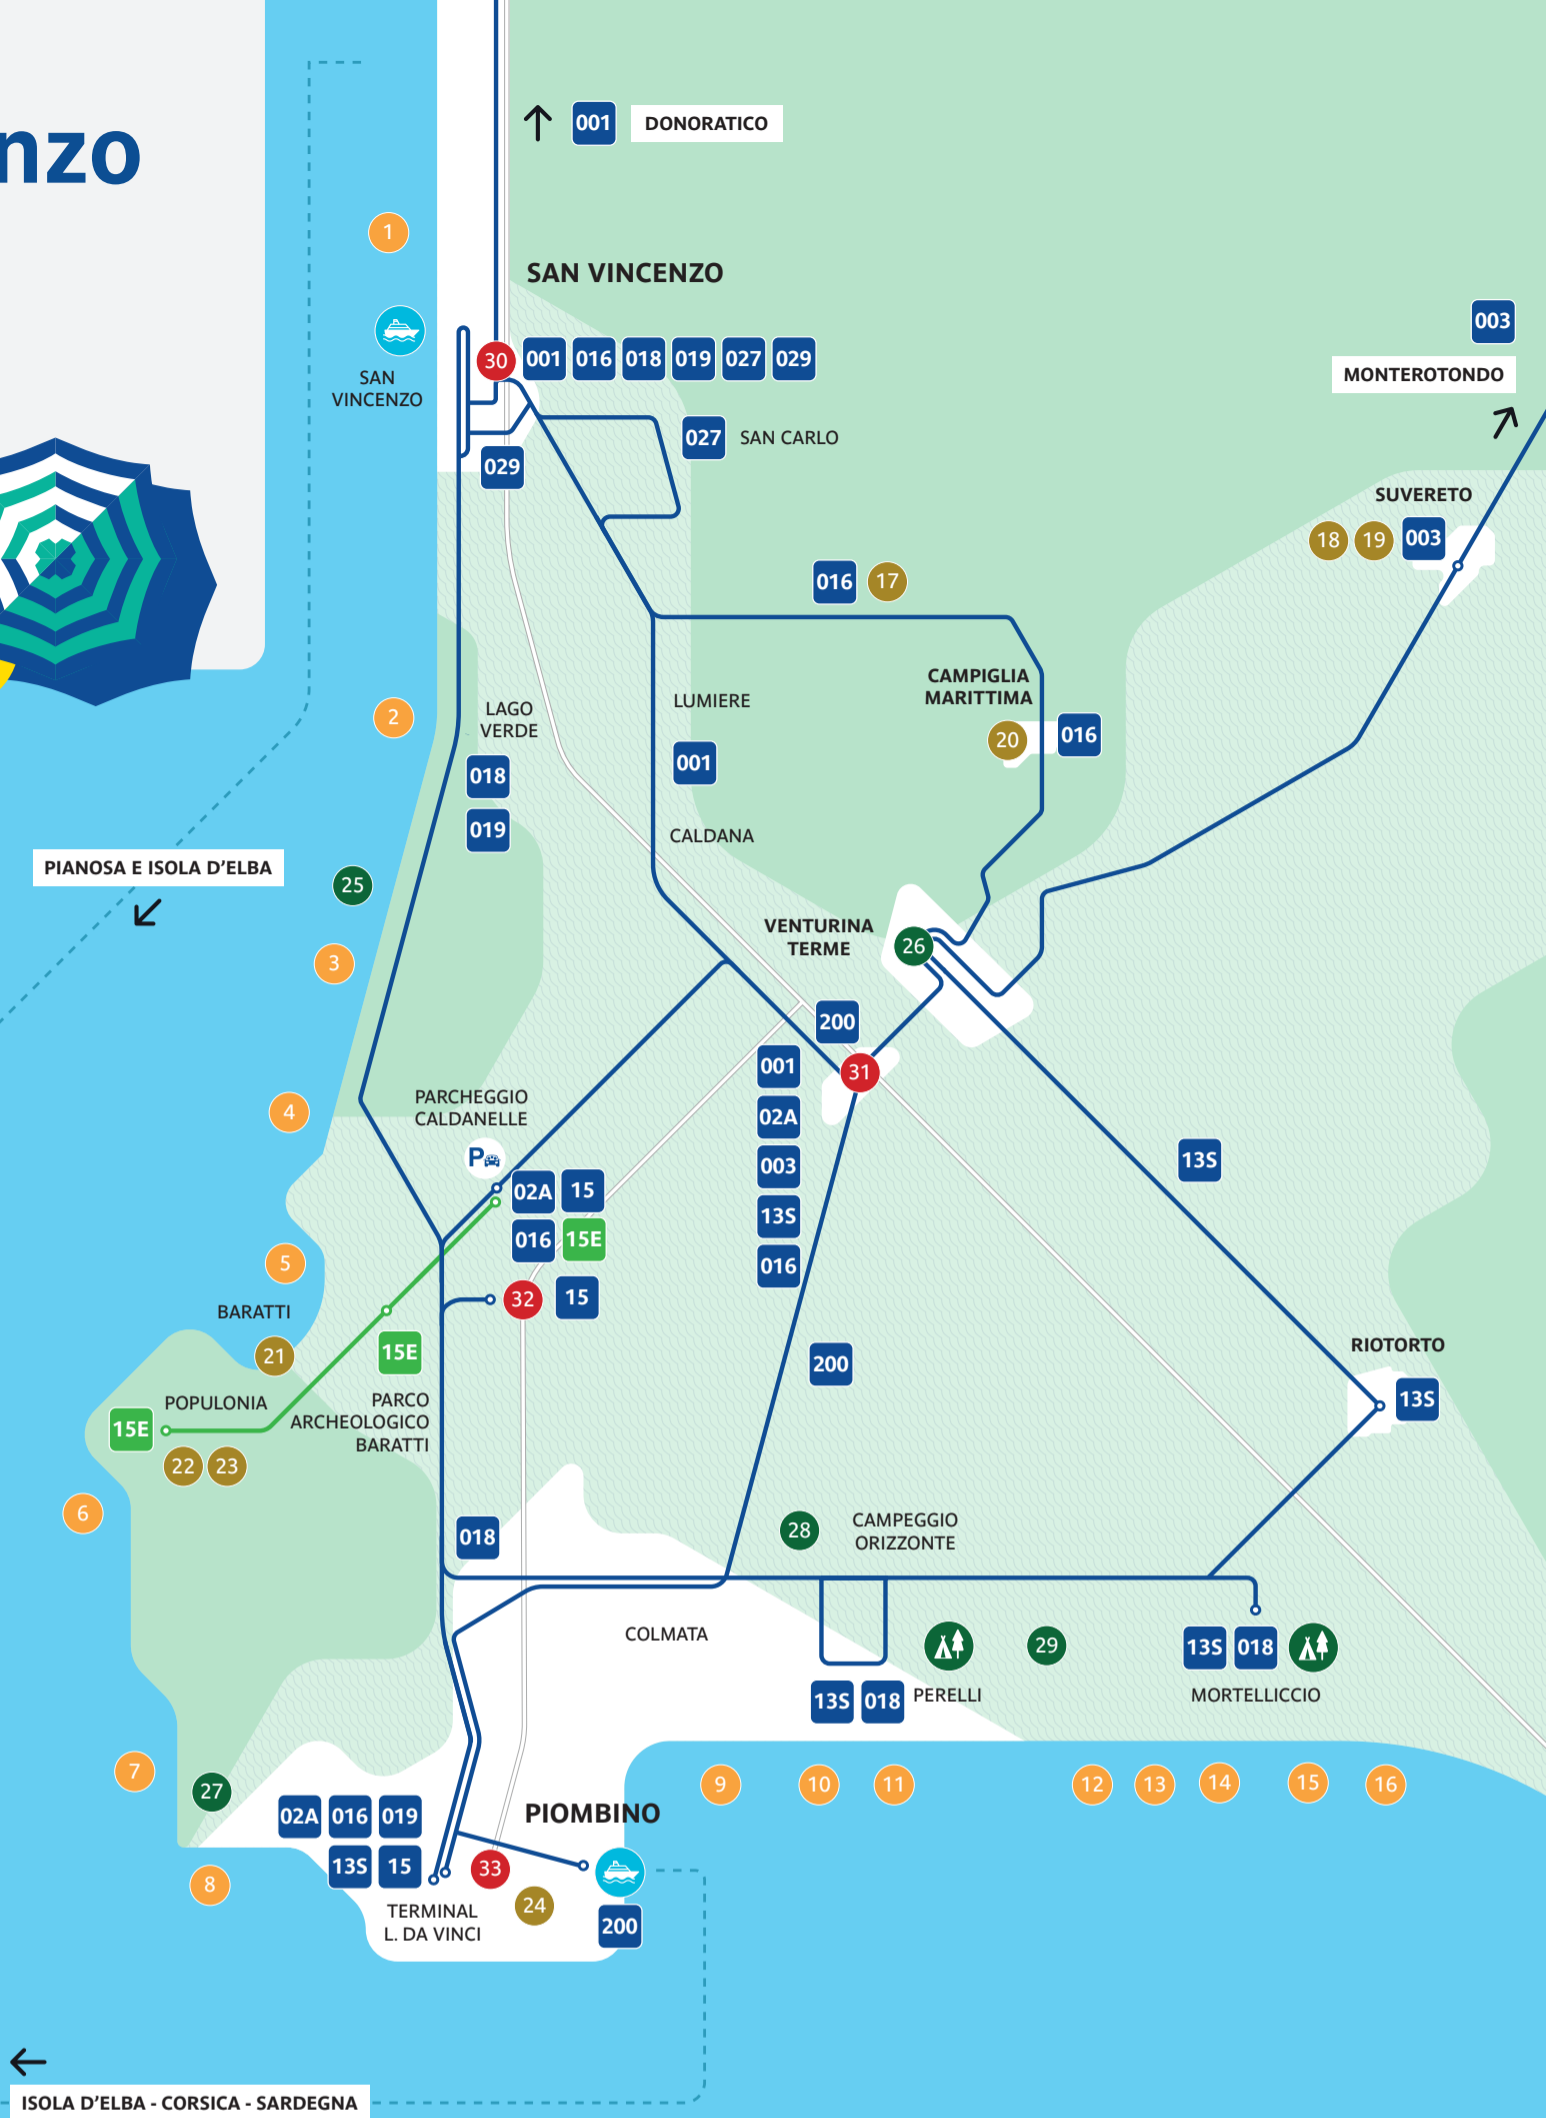 nzo
001 DONORATICO
1
SAN VINCENZO
003
30 001 016 018 019 027 029
MONTEROTONDO
SAN
VINCENZO
027 SAN CARLO
029
SUVERETO
18 19 003
016 17
CAMPIGLIA
MARITTIMA
LUMIERE
LAGO
VERDE
2
20 016
001
018
019
CALDANA
PIANOSA E ISOLA D'ELBA
25
VENTURINA
TERME
26
3
200
001
31
PARCHEGGIO
CALDANELLE
4
02A
P
003
13S
02A 15
13S
016 15E
5
016
32 15
BARATTI
21
15E
200
RIOTORTO
POPULONIA
PARCO
ARCHEOLOGICO
BARATTI
15E
13S
22 23
6
018
28
CAMPEGGIO
ORIZZONTE
COLMATA
29
13S 018
13S 018 PERELLI
MORTELLICCIO
7
27
9 10 11 12 13 14 15 16
02A 016 019
PIOMBINO
13S 15
33
8
24
TERMINAL
L. DA VINCI
200
ISOLA D'ELBA - CORSICA - SARDEGNA